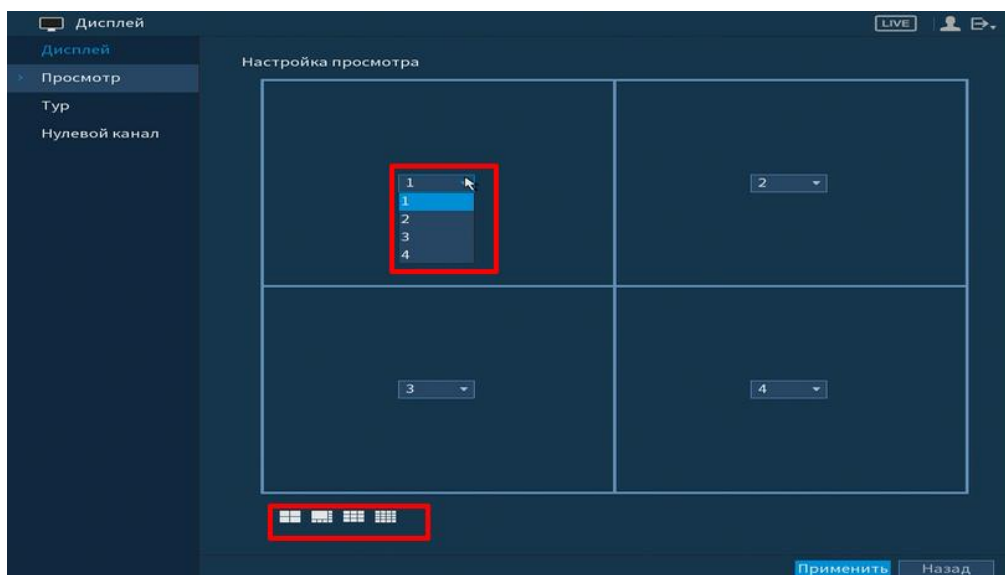 Дисплей
LIVE
Дисплей
Просмотр
Тур
Нулевой канал
Настройка просмотра
1
1
2
3
4
2
3
4
Применить
Назад